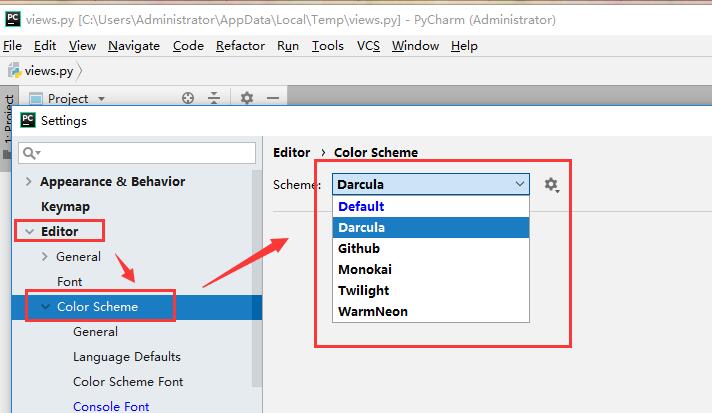 views.py [C:\Users\Administrator\AppData\Local\Temp\views.py] - PyCharm (Administrator)
File Edit View Navigate Code Refactor Run Tools VCS Window Help
views.py
Project
1: Project
PC Settings
Editor › Color Scheme
Appearance & Behavior
Keymap
Editor
General
Font
Color Scheme
General
Language Defaults
Color Scheme Font
Console Font
Scheme: Darcula
Default
Darcula
Github
Monokai
Twilight
WarmNeon